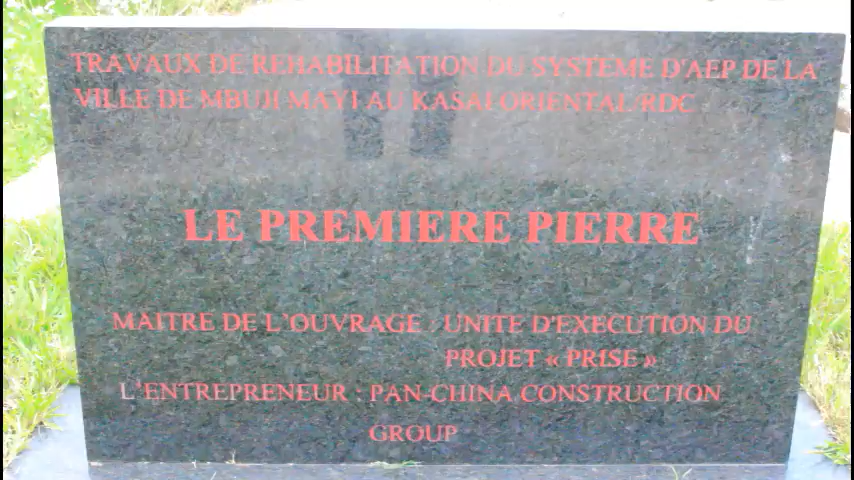 TRAVAUX DE REHABILITATION DU SYSTEME D'AEP DE LA
VILLE DE MBUJI-MAYI AU KASAI ORIENTAL/RDC
LE PREMIERE PIERRE
MAITRE DE L'OUVRAGE : UNITE D'EXECUTION DU
PROJET « PRISE »
L'ENTREPRENEUR : PAN-CHINA CONSTRUCTION
GROUP